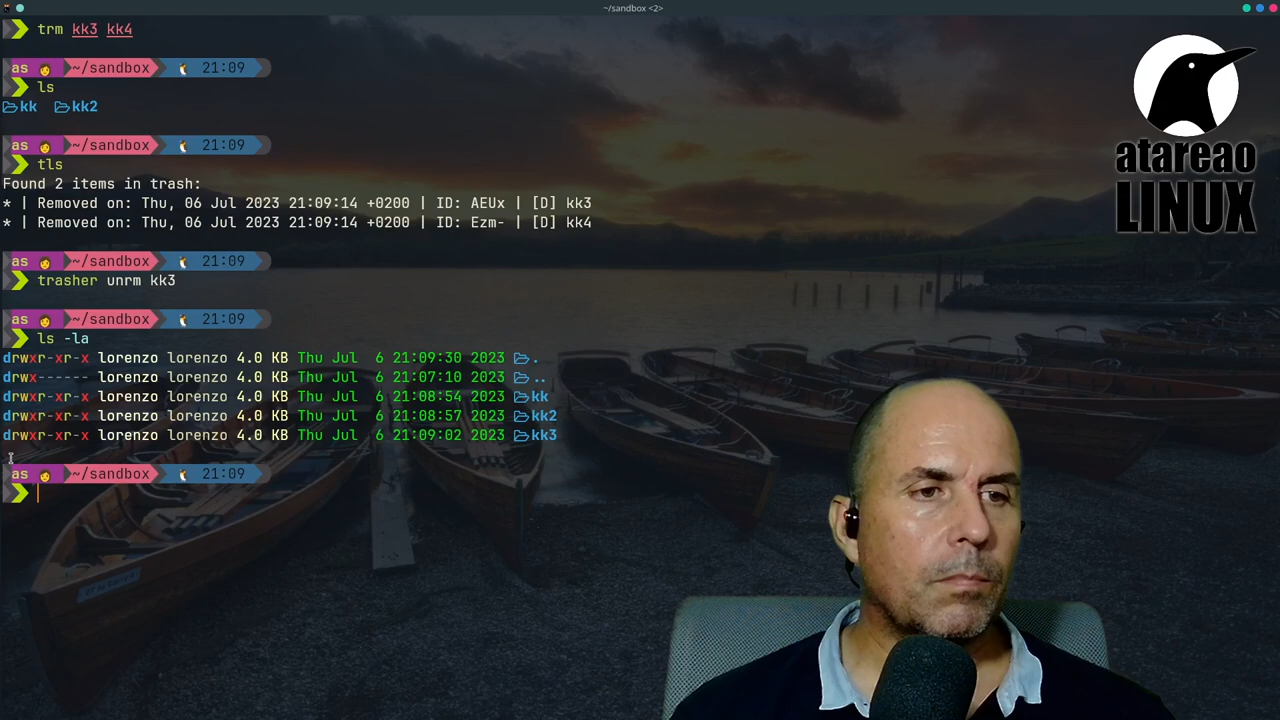 ~/sandbox <2>
trm kk3 kk4
as ~/sandbox 21:09
ls
kk kk2
as ~/sandbox 21:09
tls
Found 2 items in trash:
* | Removed on: Thu, 06 Jul 2023 21:09:14 +0200 | ID: AEUx | [D] kk3
* | Removed on: Thu, 06 Jul 2023 21:09:14 +0200 | ID: Ezm- | [D] kk4
as ~/sandbox 21:09
trasher unrm kk3
as ~/sandbox 21:09
ls -la
drwxr-xr-x lorenzo lorenzo 4.0 KB Thu Jul  6 21:09:30 2023 .
drwx------ lorenzo lorenzo 4.0 KB Thu Jul  6 21:07:10 2023 ..
drwxr-xr-x lorenzo lorenzo 4.0 KB Thu Jul  6 21:08:54 2023 kk
drwxr-xr-x lorenzo lorenzo 4.0 KB Thu Jul  6 21:08:57 2023 kk2
drwxr-xr-x lorenzo lorenzo 4.0 KB Thu Jul  6 21:09:02 2023 kk3
as ~/sandbox 21:09
atareao
LINUX